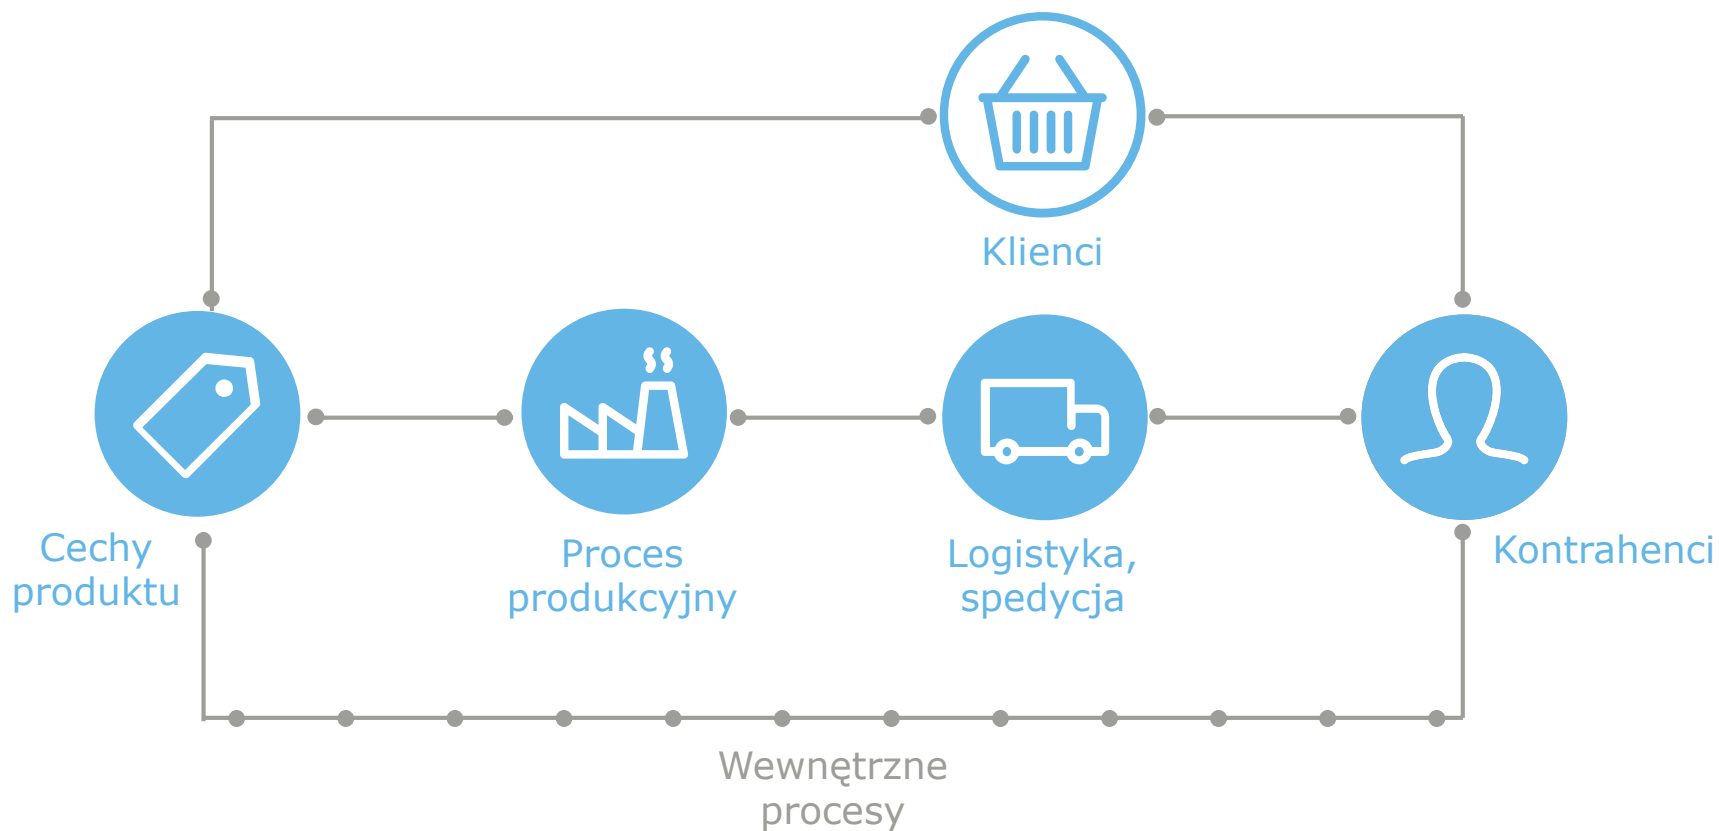 Klienci
Cechy
produktu
Proces
produkcyjny
Logistyka,
spedycja
Kontrahenci
Wewnętrzne
procesy